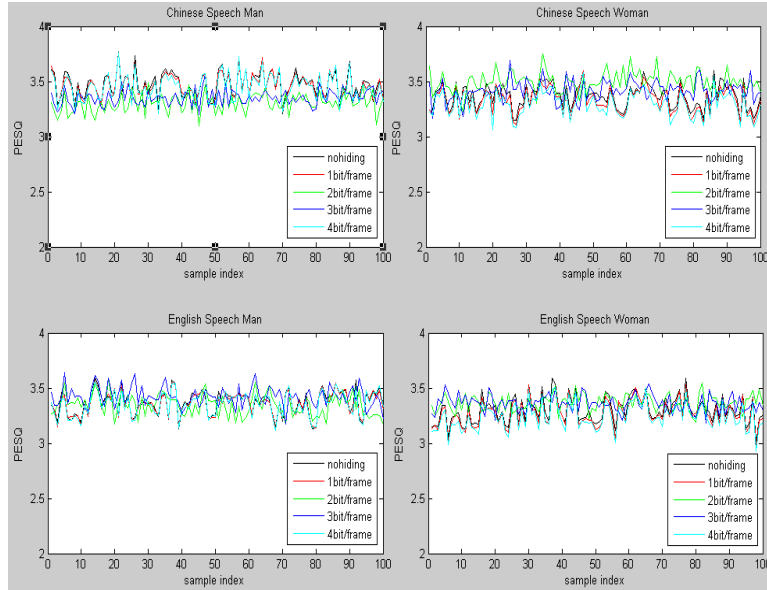 Chinese Speech Man
4
3.5
3
2.5
2
PESQ
0 10 20 30 40 50 60 70 80 90 100
sample index
nohiding
1bit/frame
2bit/frame
3bit/frame
4bit/frame
Chinese Speech Woman
4
3.5
3
2.5
2
PESQ
0 10 20 30 40 50 60 70 80 90 100
sample index
nohiding
1bit/frame
2bit/frame
3bit/frame
4bit/frame
English Speech Man
4
3.5
3
2.5
2
PESQ
0 10 20 30 40 50 60 70 80 90 100
sample index
nohiding
1bit/frame
2bit/frame
3bit/frame
4bit/frame
English Speech Woman
4
3.5
3
2.5
2
PESQ
0 10 20 30 40 50 60 70 80 90 100
sample index
nohiding
1bit/frame
2bit/frame
3bit/frame
4bit/frame